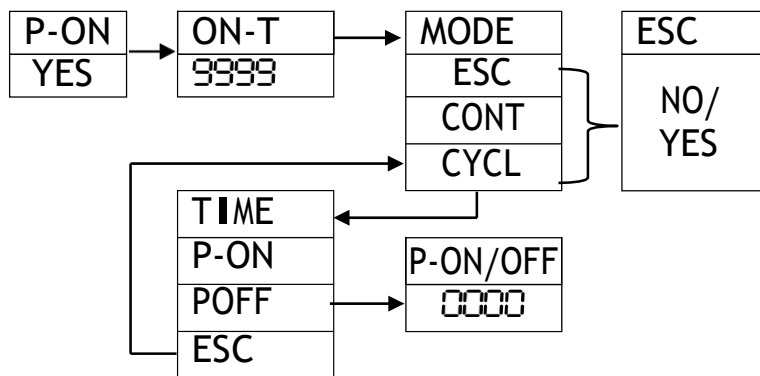 P-ON
YES
ON-T
9999
MODE
ESC
CONT
CYCL
ESC
NO/
YES
TIME
P-ON
POFF
ESC
P-ON/OFF
0000